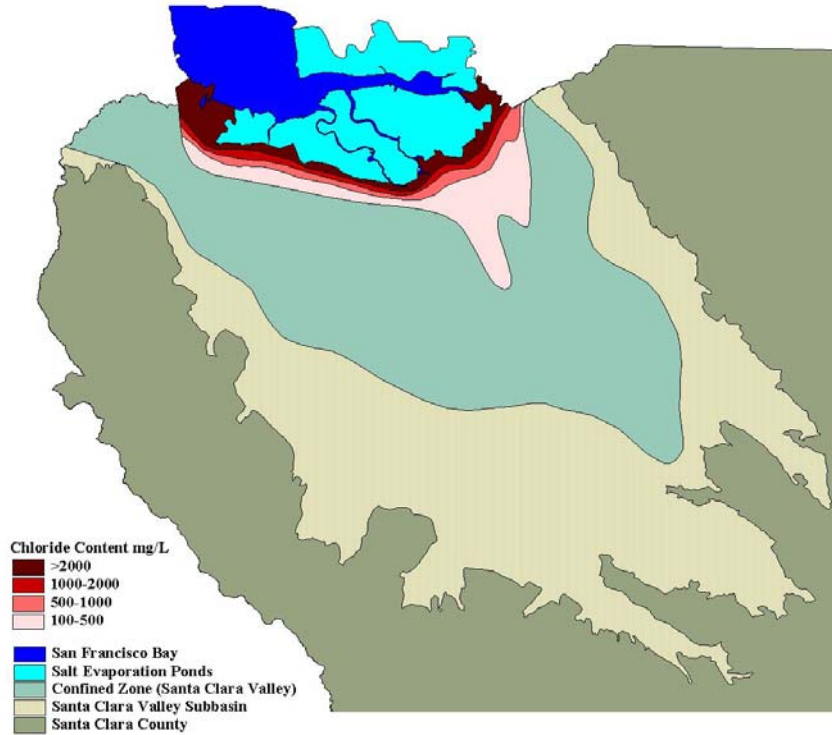 Chloride Content mg/L
>2000
1000-2000
500-1000
100-500
San Francisco Bay
Salt Evaporation Ponds
Confined Zone (Santa Clara Valley)
Santa Clara Valley Subbasin
Santa Clara County